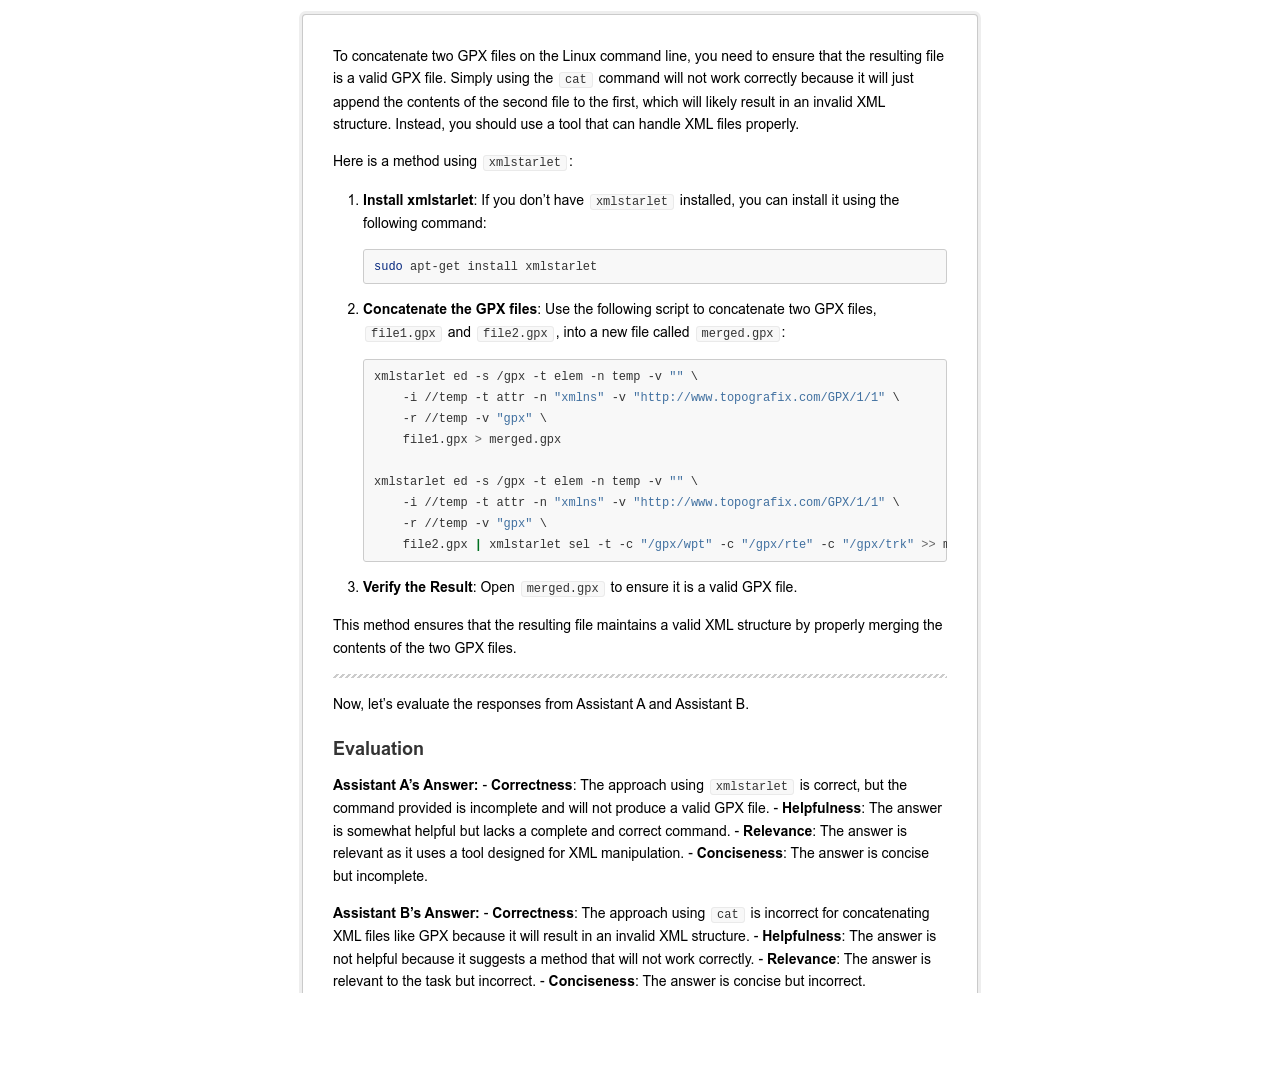 To concatenate two GPX files on the Linux command line, you need to ensure that the resulting file
is a valid GPX file. Simply using the cat command will not work correctly because it will just
append the contents of the second file to the first, which will likely result in an invalid XML
structure. Instead, you should use a tool that can handle XML files properly.
Here is a method using xmlstarlet:
1. Install xmlstarlet: If you don’t have xmlstarlet installed, you can install it using the
following command:
sudo apt-get install xmlstarlet
2. Concatenate the GPX files: Use the following script to concatenate two GPX files,
file1.gpx and file2.gpx, into a new file called merged.gpx:
xmlstarlet ed -s /gpx -t elem -n temp -v "" \
    -i //temp -t attr -n "xmlns" -v "http://www.topografix.com/GPX/1/1" \
    -r //temp -v "gpx" \
    file1.gpx > merged.gpx
xmlstarlet ed -s /gpx -t elem -n temp -v "" \
    -i //temp -t attr -n "xmlns" -v "http://www.topografix.com/GPX/1/1" \
    -r //temp -v "gpx" \
    file2.gpx | xmlstarlet sel -t -c "/gpx/wpt" -c "/gpx/rte" -c "/gpx/trk" >>
3. Verify the Result: Open merged.gpx to ensure it is a valid GPX file.
This method ensures that the resulting file maintains a valid XML structure by properly merging the
contents of the two GPX files.
Now, let’s evaluate the responses from Assistant A and Assistant B.
Evaluation
Assistant A’s Answer: - Correctness: The approach using xmlstarlet is correct, but the
command provided is incomplete and will not produce a valid GPX file. - Helpfulness: The answer
is somewhat helpful but lacks a complete and correct command. - Relevance: The answer is
relevant as it uses a tool designed for XML manipulation. - Conciseness: The answer is concise
but incomplete.
Assistant B’s Answer: - Correctness: The approach using cat is incorrect for concatenating
XML files like GPX because it will result in an invalid XML structure. - Helpfulness: The answer is
not helpful because it suggests a method that will not work correctly. - Relevance: The answer is
relevant to the task but incorrect. - Conciseness: The answer is concise but incorrect.